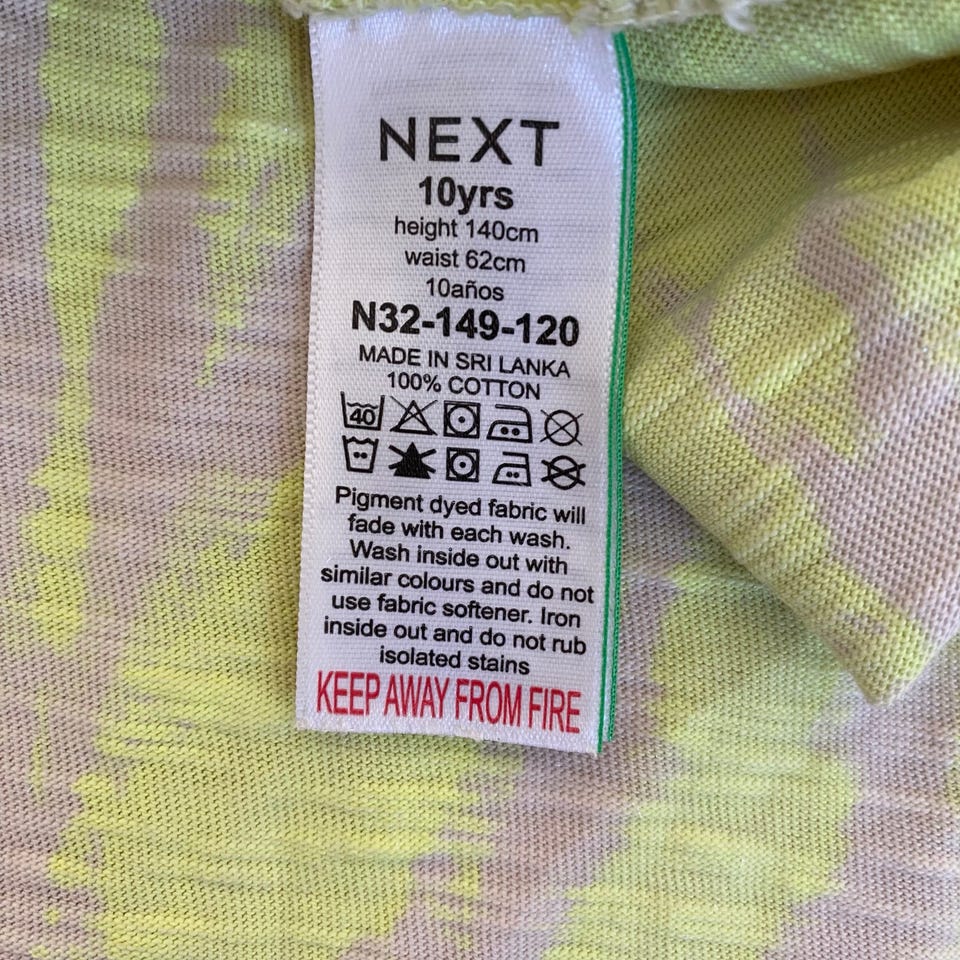 NEXT
10yrs
height 140cm
waist 62cm
10años
N32-149-120
MADE IN SRI LANKA
100% COTTON
40
Pigment dyed fabric will
fade with each wash.
Wash inside out with
similar colours and do not
use fabric softener. Iron
inside out and do not rub
isolated stains
KEEP AWAY FROM FIRE